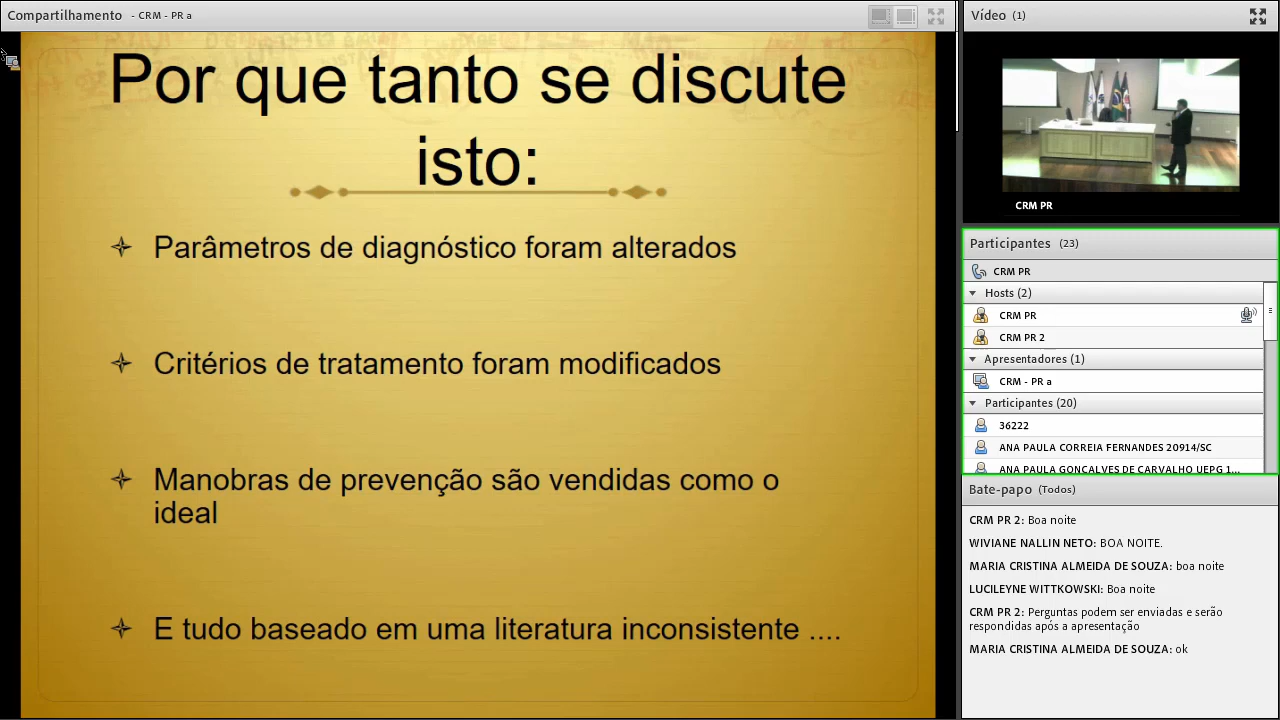 Compartilhamento - CRM - PR a
Por que tanto se discute
isto:
Parâmetros de diagnóstico foram alterados
Critérios de tratamento foram modificados
Manobras de prevenção são vendidas como o
ideal
E tudo baseado em uma literatura inconsistente ....
Vídeo (1)
CRM PR
Participantes (23)
CRM PR
Hosts (2)
CRM PR
CRM PR 2
Apresentadores (1)
CRM - PR a
Participantes (20)
36222
ANA PAULA CORREIA FERNANDES 20914/SC
ANA PAULA GONÇALVES DE CARVALHO UEPG 1...
Bate-papo (Todos)
CRM PR 2: Boa noite
WIVIANE NALLIN NETO: BOA NOITE.
MARIA CRISTINA ALMEIDA DE SOUZA: boa noite
LUCILEYNE WITTKOWSKI: Boa noite
CRM PR 2: Perguntas podem ser enviadas e serão
respondidas após a apresentação
MARIA CRISTINA ALMEIDA DE SOUZA: ok